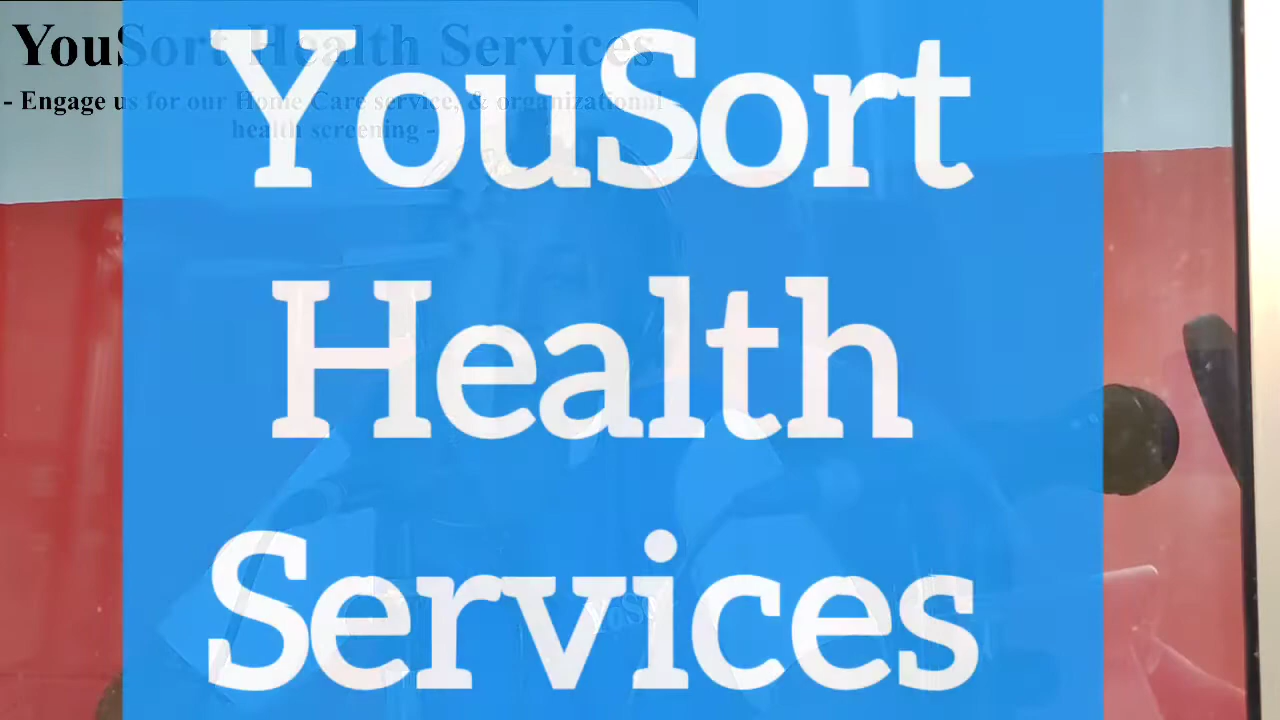 YouSort Health Services
- Engage us for our Home Care service, & organizational -
health screening -
YouSort
Health
Services